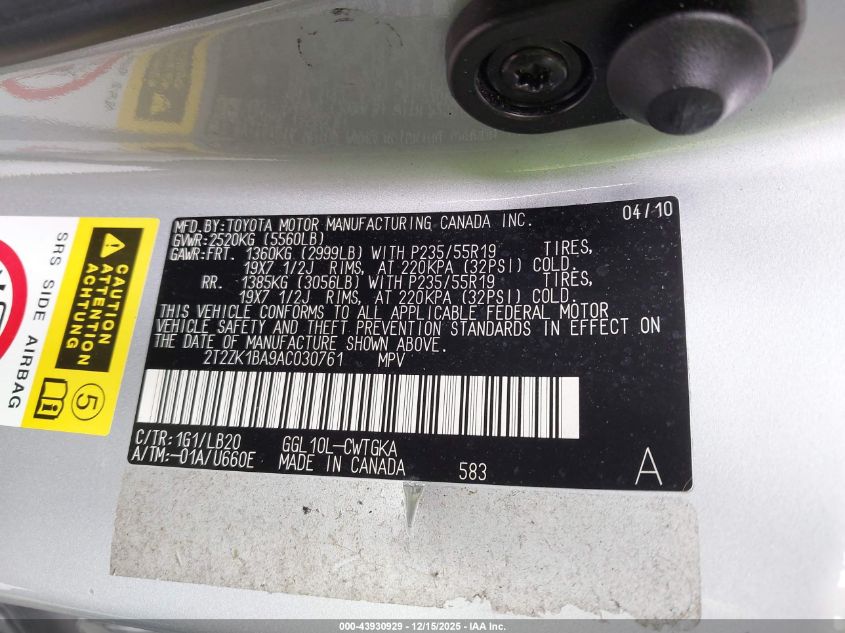 MFD.BY:TOYOTA MOTOR MANUFACTURING CANADA INC. 04/10
GVWR:2520KG (5560LB)
GAWR:FRT. 1360KG (2999LB) WITH P235/55R19 TIRES,
19X7 1/2J RIMS, AT 220KPA (32PSI) COLD.
RR. 1385KG (3056LB) WITH P235/55R19 TIRES,
19X7 1/2J RIMS, AT 220KPA (32PSI) COLD.
THIS VEHICLE CONFORMS TO ALL APPLICABLE FEDERAL MOTOR
VEHICLE SAFETY AND THEFT PREVENTION STANDARDS IN EFFECT ON
THE DATE OF MANUFACTURE SHOWN ABOVE.
2T2ZK1BA9AC030761 MPV
C/TR:1G1/LB20 GGL10L-CWTGKA
A/TM:-01A/U660E MADE IN CANADA 583 A
CAUTION
ATTENTION
ACHTUNG
SRS SIDE AIRBAG
5
000-43930929 - 12/15/2025 - IAA Inc.